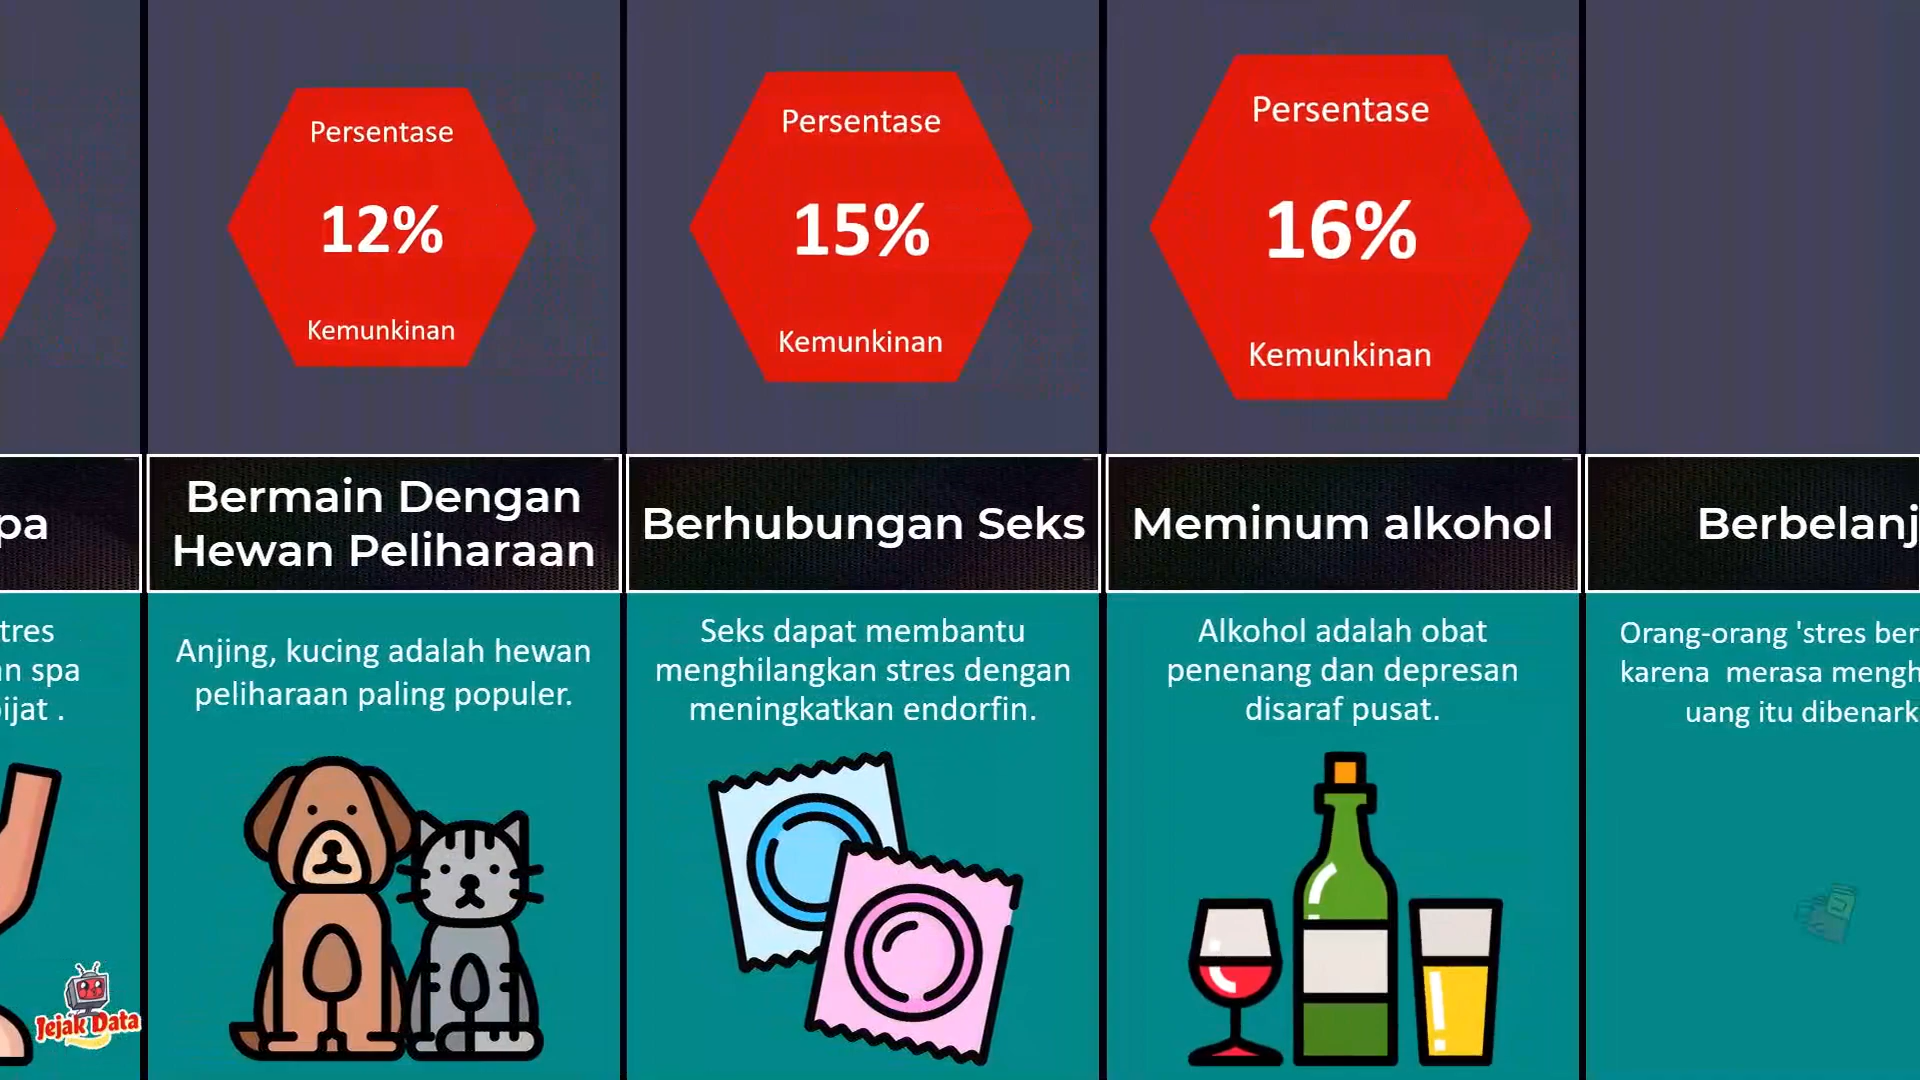 Persentase
12%
Kemunkinan
Persentase
15%
Kemunkinan
Persentase
16%
Kemunkinan
pa
Bermain Dengan
Hewan Peliharaan
Berhubungan Seks
Meminum alkohol
Berbelanj
tres
an spa
ijat .
Anjing, kucing adalah hewan
peliharaan paling populer.
Seks dapat membantu
menghilangkan stres dengan
meningkatkan endorfin.
Alkohol adalah obat
penenang dan depresan
disaraf pusat.
Orang-orang 'stres ber
karena merasa mengh
uang itu dibenark
Jejak Data